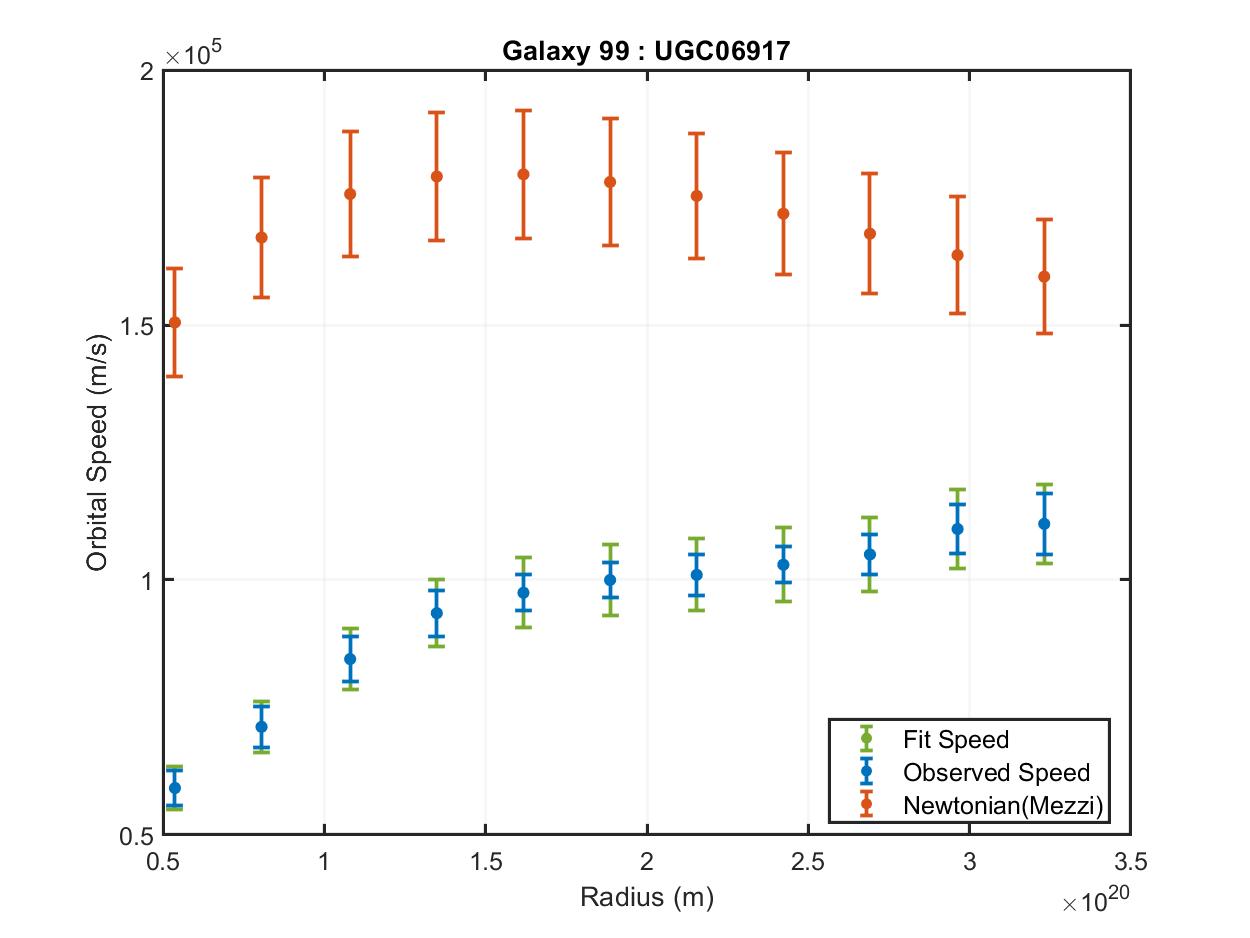 Galaxy 99 : UGC06917
×10^5
2
1.5
1
0.5
Orbital Speed (m/s)
0.5 1 1.5 2 2.5 3 3.5
Radius (m)
×10^20
Fit Speed
Observed Speed
Newtonian(Mezzi)